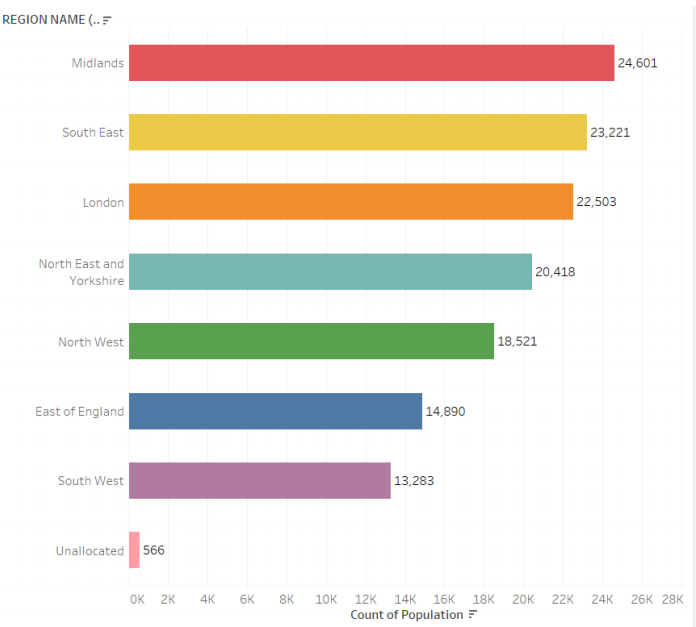 REGION NAME (..
Midlands 24,601
South East 23,221
London 22,503
North East and
Yorkshire 20,418
North West 18,521
East of England 14,890
South West 13,283
Unallocated 566
0K 2K 4K 6K 8K 10K 12K 14K 16K 18K 20K 22K 24K 26K 28K
Count of Population